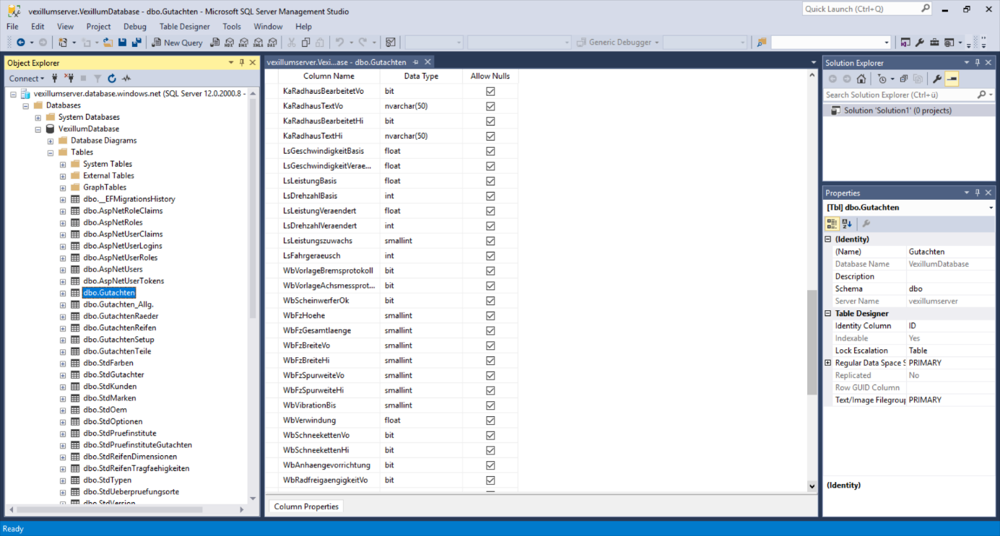 vexillumserver.VexillumDatabase - dbo.Gutachten - Microsoft SQL Server Management Studio
Quick Launch (Ctrl+Q)
File Edit View Project Debug Table Designer Tools Window Help
New Query
MDX DMX XMLA DAX
Generic Debugger
Object Explorer
Connect
vexillumserver.database.windows.net (SQL Server 12.0.2000.8 -
Databases
System Databases
VexillumDatabase
Database Diagrams
Tables
System Tables
External Tables
GraphTables
dbo.__EFMigrationsHistory
dbo.AspNetRoleClaims
dbo.AspNetRoles
dbo.AspNetUserClaims
dbo.AspNetUserLogins
dbo.AspNetUserRoles
dbo.AspNetUsers
dbo.AspNetUserTokens
dbo.Gutachten
dbo.Gutachten_Allg.
dbo.GutachtenRaeder
dbo.GutachtenReifen
dbo.GutachtenSetup
dbo.GutachtenTeile
dbo.StdFarben
dbo.StdGutachter
dbo.StdKunden
dbo.StdMarken
dbo.StdOem
dbo.StdOptionen
dbo.StdPruefinstitute
dbo.StdPruefinstituteGutachten
dbo.StdReifenDimensionen
dbo.StdReifenTragfaehigkeiten
dbo.StdTypen
dbo.StdUeberpruefungsorte
dbo.StdVersion
vexillumserver.Vexi...ase - dbo.Gutachten
Column Name Data Type Allow Nulls
KaRadhausBearbeitetVo bit
KaRadhausTextVo nvarchar(50)
KaRadhausBearbeitetHi bit
KaRadhausTextHi nvarchar(50)
LsGeschwindigkeitBasis float
LsGeschwindigkeitVerae... float
LsLeistungBasis float
LsDrehzahlBasis int
LsLeistungVeraendert float
LsDrehzahlVeraendert int
LsLeistungszuwachs smallint
LsFahrgeraeusch int
WbVorlageBremsprotokoll bit
WbVorlageAchsmessprot... bit
WbScheinwerferOk bit
WbFzHoehe smallint
WbFzGesamtlaenge smallint
WbFzBreiteVo smallint
WbFzBreiteHi smallint
WbFzSpurweiteVo smallint
WbFzSpurweiteHi smallint
WbVibrationBis smallint
WbVerwindung float
WbSchneekettenVo bit
WbSchneekettenHi bit
WbAnhaengevorrichtung bit
WbRadfreigaengigkeitVo bit
Column Properties
Solution Explorer
Search Solution Explorer (Ctrl+ü)
Solution 'Solution1' (0 projects)
Properties
[Tbl] dbo.Gutachten
(Identity)
(Name) Gutachten
Database Name VexillumDatabase
Description
Schema dbo
Server Name vexillumserver
Table Designer
Identity Column ID
Indexable Yes
Lock Escalation Table
Regular Data Space S PRIMARY
Replicated No
Row GUID Column
Text/Image Filegroup PRIMARY
(Identity)
Ready